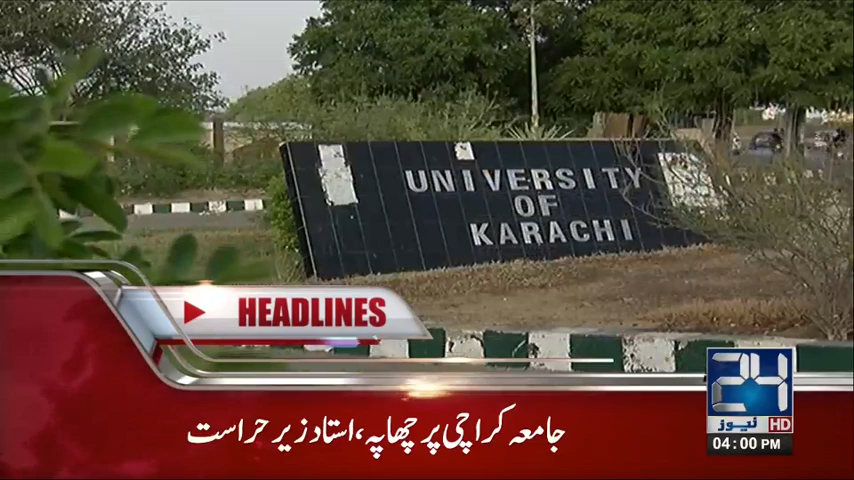 UNIVERSITY
OF
KARACHI
HEADLINES
جامعہ کراچی پر چھاپہ، استاد زیر حراست
24
نیوز HD
04:00 PM